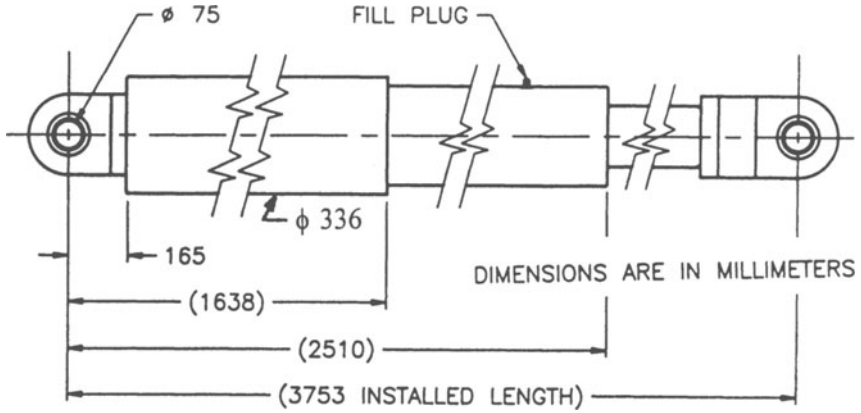 ø 75
FILL PLUG
ϕ 336
165
DIMENSIONS ARE IN MILLIMETERS
(1638)
(2510)
(3753 INSTALLED LENGTH)